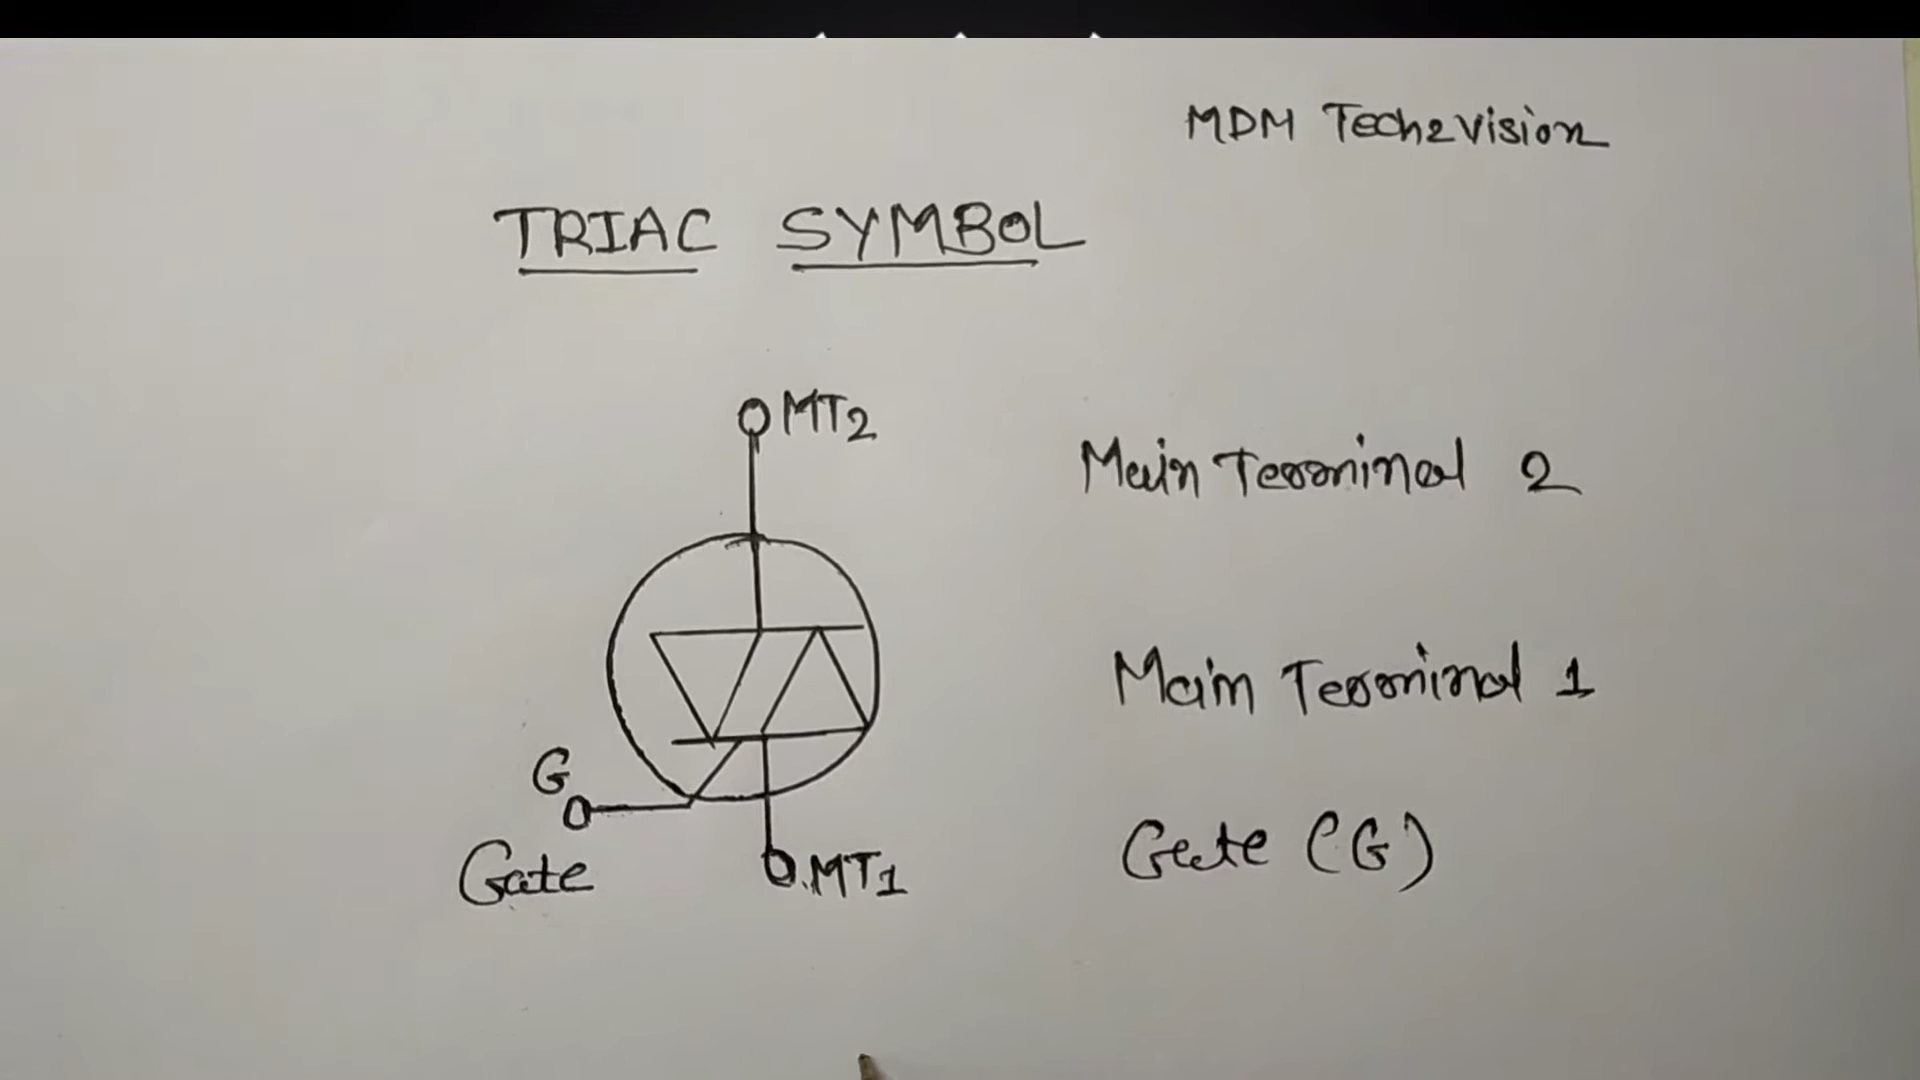 MDM Tech2Vision
TRIAC SYMBOL
MT2
Main Terminal 2
Main Terminal 1
G
Gate
MT1
Gate (G)